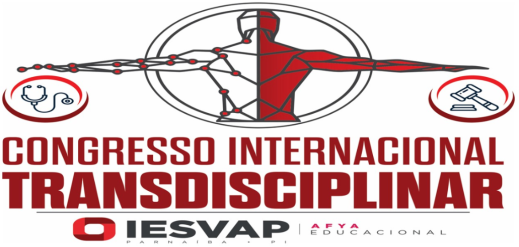 CONGRESSO INTERNACIONAL
TRANSDISCIPLINAR
IESVAP
AFYA
EDUCACIONAL
PARNAÍBA • PI